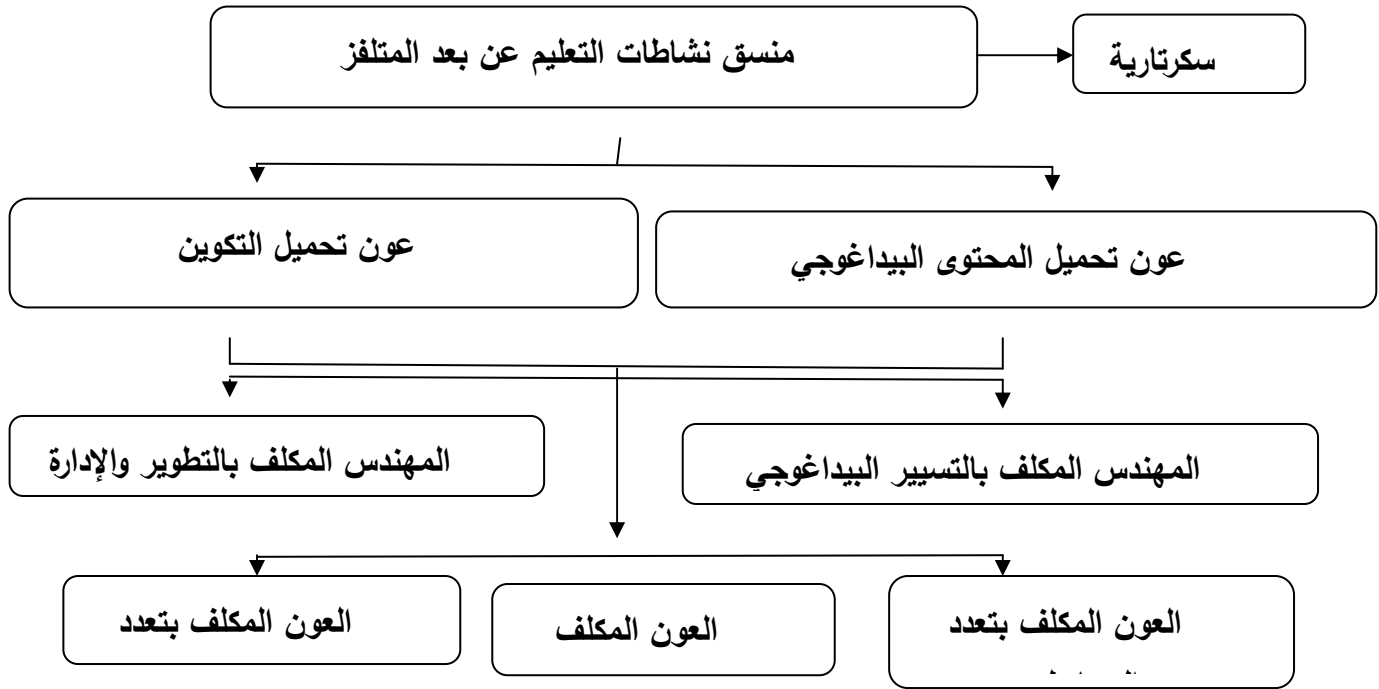 منسق نشاطات التعليم عن بعد المتلفز
سكرتارية
عون تحميل المحتوى البيداغوجي
عون تحميل التكوين
المهندس المكلف بالتسيير البيداغوجي
المهندس المكلف بالتطوير والإدارة
العون المكلف بتعدد
العون المكلف
العون المكلف بتعدد